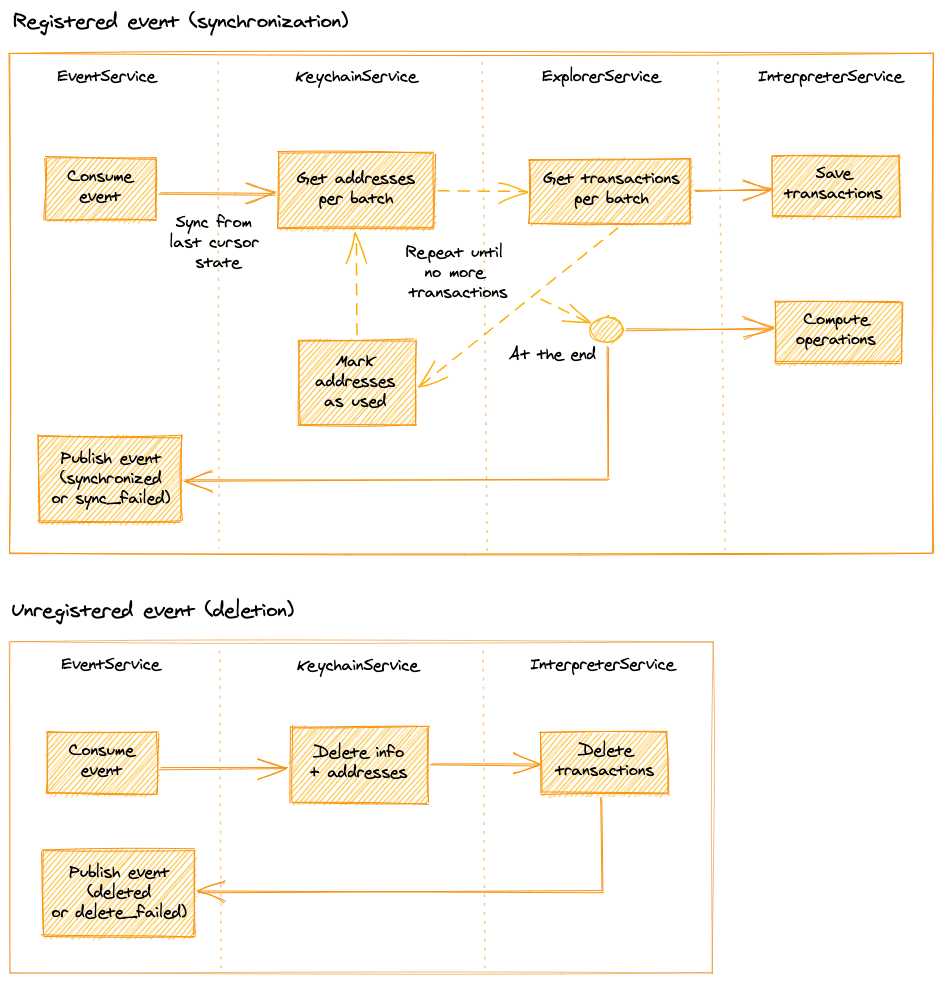 Registered event (synchronization)
EventService
KeychainService
ExplorerService
InterpreterService
Consume
event
Sync from
last cursor
state
Get addresses
per batch
Get transactions
per batch
Save
transactions
Repeat until
no more
transactions
Mark
addresses
as used
At the end
Compute
operations
Publish event
(synchronized
or sync_failed)
Unregistered event (deletion)
EventService
KeychainService
InterpreterService
Consume
event
Delete info
+ addresses
Delete
transactions
Publish event
(deleted
or delete_failed)